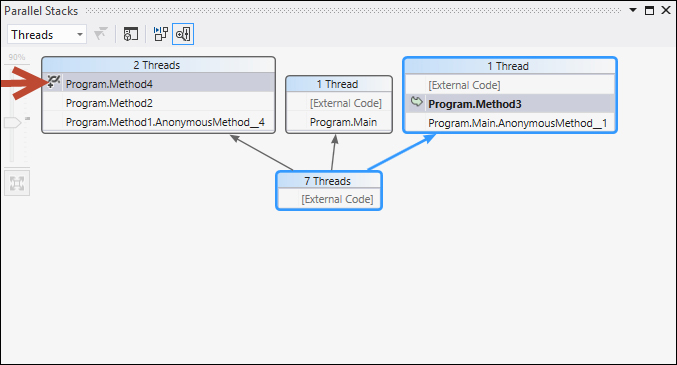 Parallel Stacks
Threads
90%
2 Threads
Program.Method4
Program.Method2
Program.Method1.AnonymousMethod__4
1 Thread
[External Code]
Program.Main
1 Thread
[External Code]
Program.Method3
Program.Main.AnonymousMethod__1
7 Threads
[External Code]